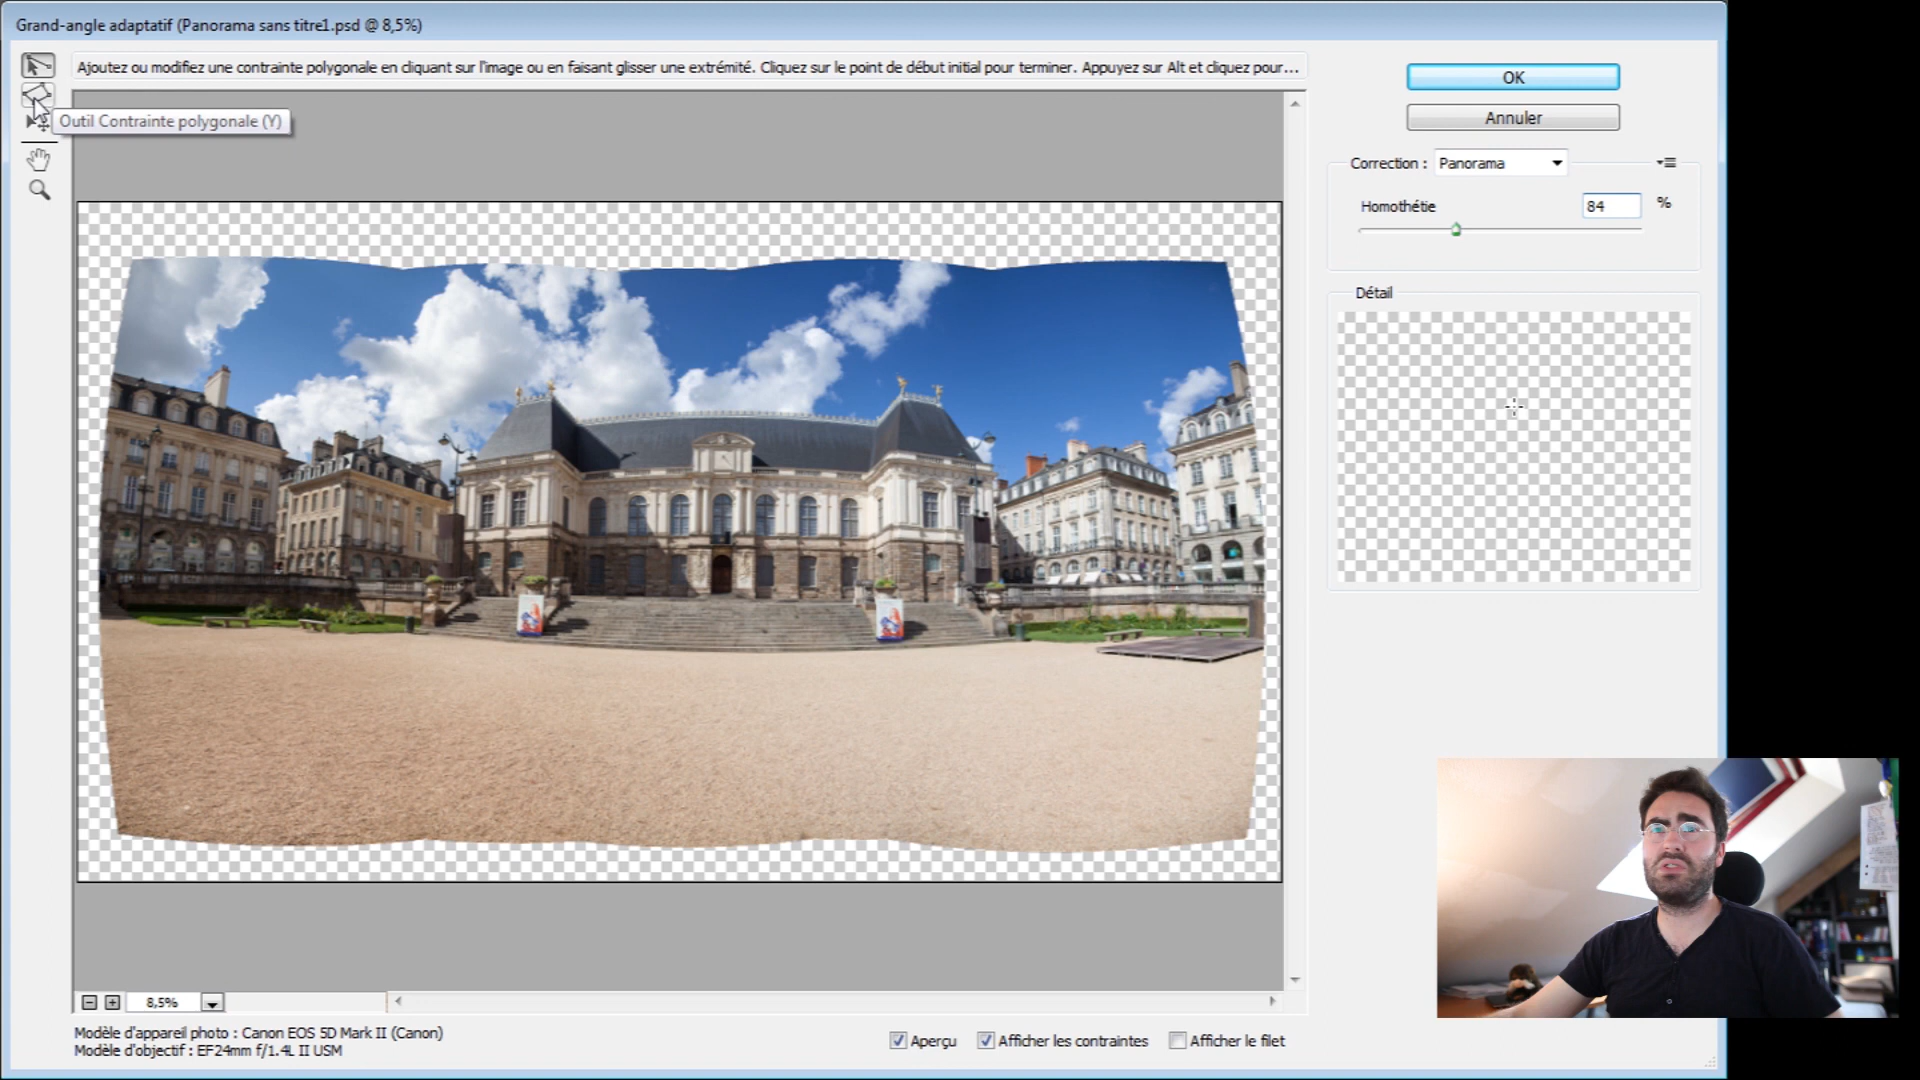 Grand-angle adaptatif (Panorama sans titre1.psd @ 8,5%)
Ajoutez ou modifiez une contrainte polygonale en cliquant sur l'image ou en faisant glisser une extrémité. Cliquez sur le point de début initial pour terminer. Appuyez sur Alt et cliquez pour...
Outil Contrainte polygonale (Y)
OK
Annuler
Correction : Panorama
Homothétie 84 %
Détail
8,5%
Modèle d'appareil photo : Canon EOS 5D Mark II (Canon)
Modèle d'objectif : EF24mm f/1.4L II USM
Aperçu Afficher les contraintes Afficher le filet